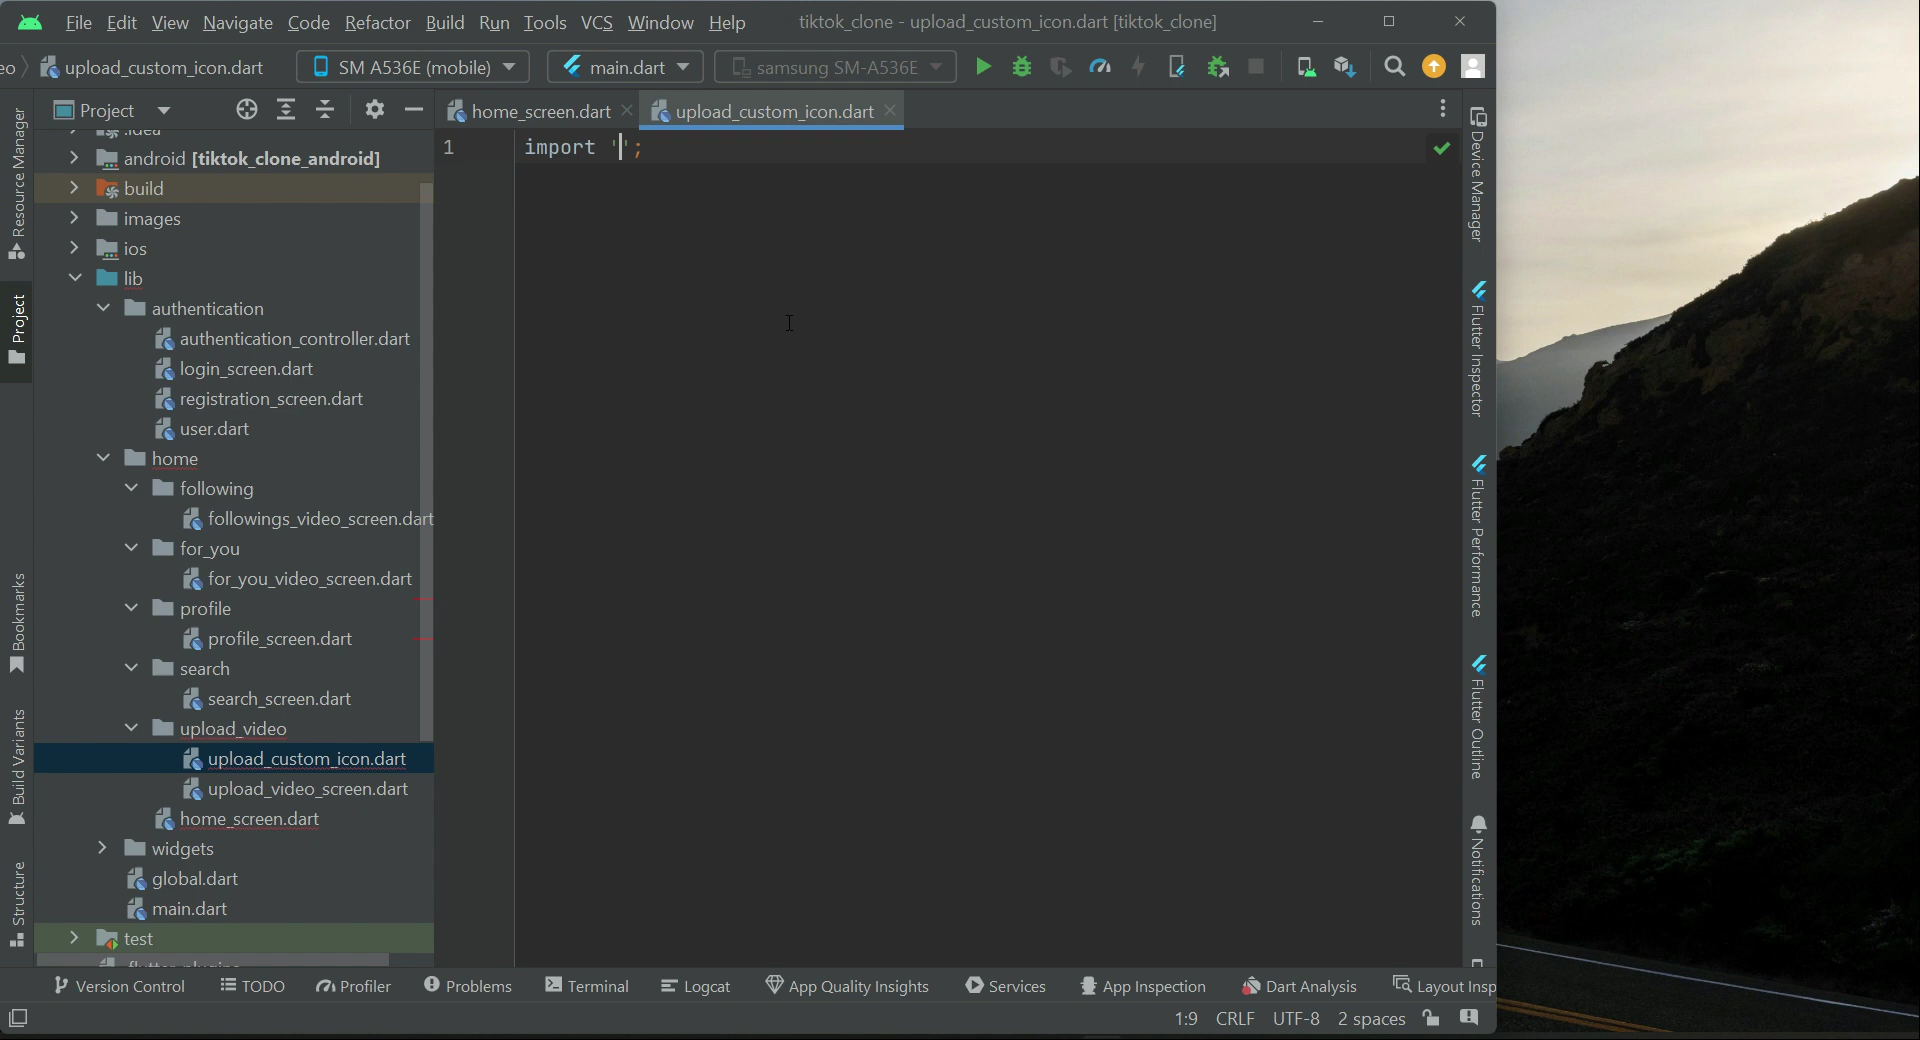 File Edit View Navigate Code Refactor Build Run Tools VCS Window Help tiktok_clone - upload_custom_icon.dart [tiktok_clone]
eo upload_custom_icon.dart SM A536E (mobile) main.dart samsung SM-A536E
Project home_screen.dart upload_custom_icon.dart
.idea
android [tiktok_clone_android]
build
images
ios
lib
authentication
authentication_controller.dart
login_screen.dart
registration_screen.dart
user.dart
home
following
followings_video_screen.dart
for_you
for_you_video_screen.dart
profile
profile_screen.dart
search
search_screen.dart
upload_video
upload_custom_icon.dart
upload_video_screen.dart
home_screen.dart
widgets
global.dart
main.dart
test
1 import '';
Resource Manager
Project
Bookmarks
Build Variants
Structure
Device Manager
Flutter Inspector
Flutter Performance
Flutter Outline
Notifications
Version Control TODO Profiler Problems Terminal Logcat App Quality Insights Services App Inspection Dart Analysis Layout Insp
1:9 CRLF UTF-8 2 spaces